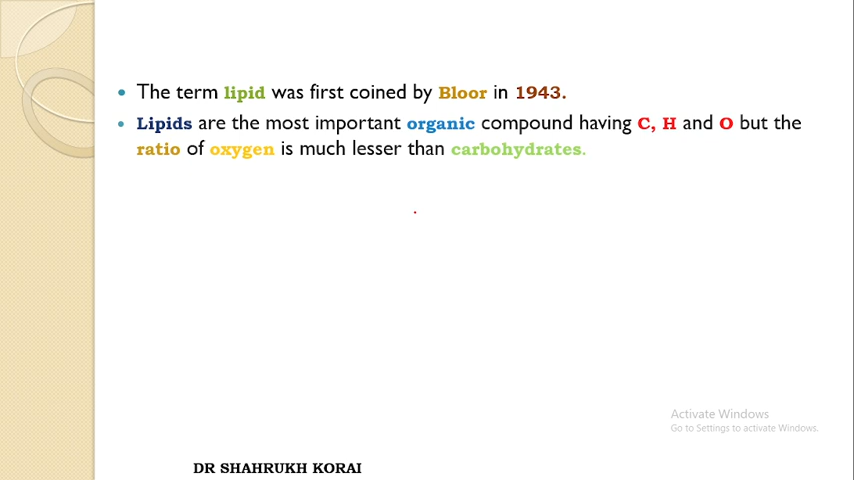 The term lipid was first coined by Bloor in 1943.
Lipids are the most important organic compound having C, H and O but the
ratio of oxygen is much lesser than carbohydrates.
Activate Windows
Go to Settings to activate Windows.
DR SHAHRUKH KORAI